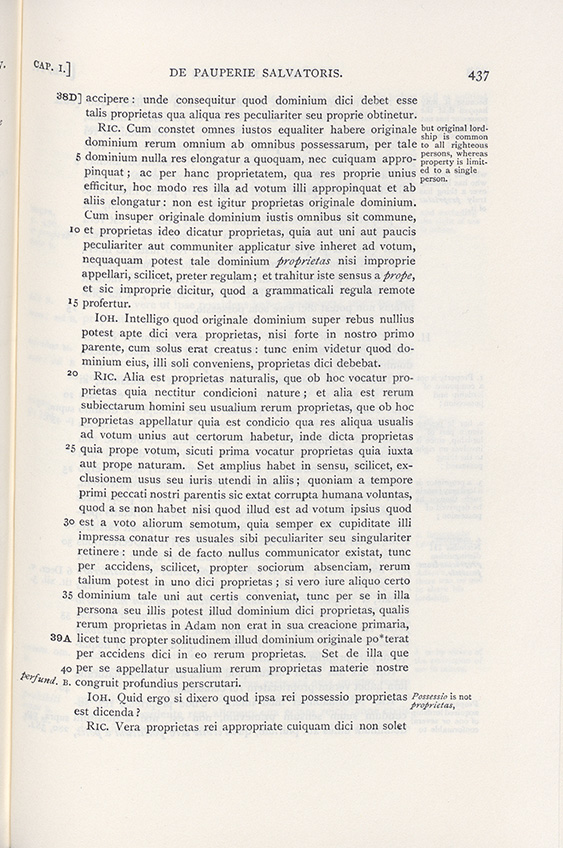 CAP. I.]
DE PAUPERIE SALVATORIS.
437
38D] accipere : unde consequitur quod dominium dici debet esse
talis proprietas qua aliqua res peculiariter seu proprie obtinetur.
RIC. Cum constet omnes iustos equaliter habere originale
dominium rerum omnium ab omnibus possessarum, per tale
5 dominium nulla res elongatur a quoquam, nec cuiquam appro-
pinquat ; ac per hanc proprietatem, qua res proprie unius
efficitur, hoc modo res illa ad votum illi appropinquat et ab
aliis elongatur : non est igitur proprietas originale dominium.
Cum insuper originale dominium iustis omnibus sit commune,
10 et proprietas ideo dicatur proprietas, quia aut uni aut paucis
peculiariter aut communiter applicatur sive inheret ad votum,
nequaquam potest tale dominium proprietas nisi improprie
appellari, scilicet, preter regulam ; et trahitur iste sensus a prope,
et sic improprie dicitur, quod a grammaticali regula remote
15 profertur.
but original lord-
ship is common
to all righteous
persons, whereas
property is limit-
ed to a single
person.
IOH. Intelligo quod originale dominium super rebus nullius
potest apte dici vera proprietas, nisi forte in nostro primo
parente, cum solus erat creatus : tunc enim videtur quod do-
minium eius, illi soli conveniens, proprietas dici debebat.
20 RIC. Alia est proprietas naturalis, que ob hoc vocatur pro-
prietas quia nectitur condicioni nature ; et alia est rerum
subiectarum homini seu usualium rerum proprietas, que ob hoc
proprietas appellatur quia est condicio qua res aliqua usualis
ad votum unius aut certorum habetur, inde dicta proprietas
25 quia prope votum, sicuti prima vocatur proprietas quia iuxta
aut prope naturam. Set amplius habet in sensu, scilicet, ex-
clusionem usus seu iuris utendi in aliis ; quoniam a tempore
primi peccati nostri parentis sic extat corrupta humana voluntas,
quod a se non habet nisi quod illud est ad votum ipsius quod
30 est a voto aliorum semotum, quia semper ex cupiditate illi
impressa conatur res usuales sibi peculiariter seu singulariter
retinere : unde si de facto nullus communicator existat, tunc
per accidens, scilicet, propter sociorum absenciam, rerum
talium potest in uno dici proprietas ; si vero iure aliquo certo
35 dominium tale uni aut certis conveniat, tunc per se in illa
persona seu illis potest illud dominium dici proprietas, qualis
rerum proprietas in Adam non erat in sua creacione primaria,
39A licet tunc propter solitudinem illud dominium originale po*terat
per accidens dici in eo rerum proprietas. Set de illa que
40 per se appellatur usualium rerum proprietas materie nostre
perfund. B. congruit profundius perscrutari.
IOH. Quid ergo si dixero quod ipsa rei possessio proprietas
est dicenda ?
Possessio is not
proprietas,
RIC. Vera proprietas rei appropriate cuiquam dici non solet